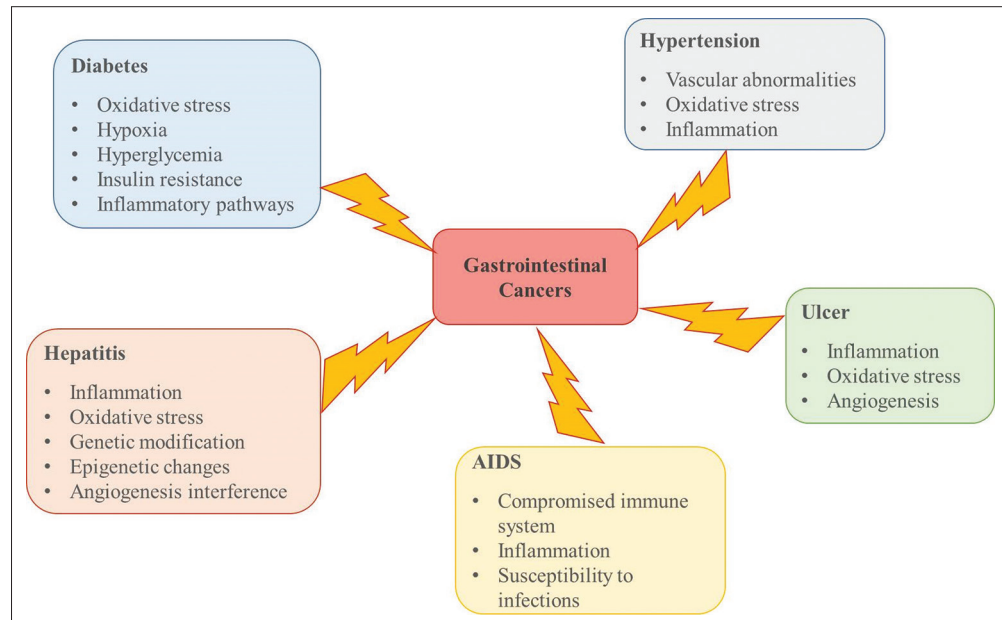 Diabetes
• Oxidative stress
• Hypoxia
• Hyperglycemia
• Insulin resistance
• Inflammatory pathways
Hypertension
• Vascular abnormalities
• Oxidative stress
• Inflammation
Gastrointestinal
Cancers
Ulcer
• Inflammation
• Oxidative stress
• Angiogenesis
Hepatitis
• Inflammation
• Oxidative stress
• Genetic modification
• Epigenetic changes
• Angiogenesis interference
AIDS
• Compromised immune
system
• Inflammation
• Susceptibility to
infections